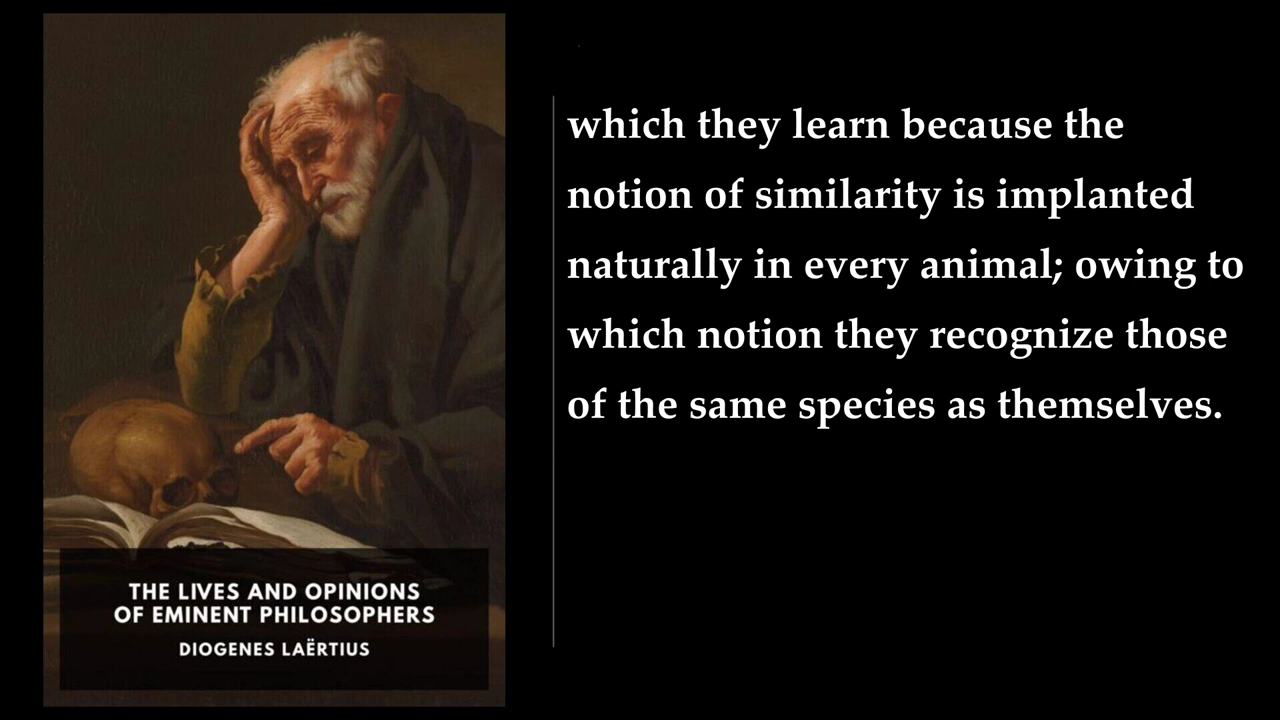 which they learn because the
notion of similarity is implanted
naturally in every animal; owing to
which notion they recognize those
of the same species as themselves.
THE LIVES AND OPINIONS
OF EMINENT PHILOSOPHERS
DIOGENES LAËRTIUS